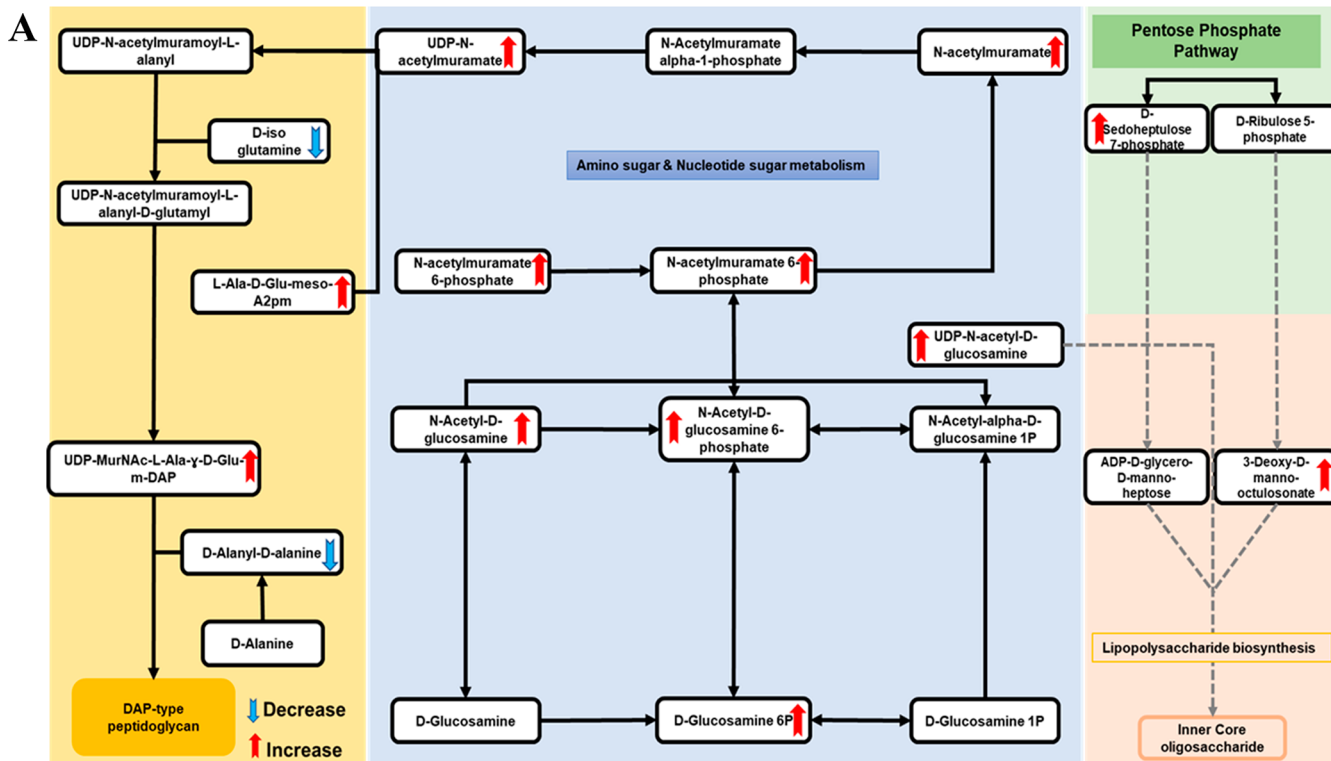 A
UDP-N-acetylmuramoyl-L-
alanyl
D-iso
glutamine
UDP-N-acetylmuramoyl-L-
alanyl-D-glutamyl
L-Ala-D-Glu-meso-
A2pm
UDP-MurNAc-L-Ala-ɣ-D-Glu-
m-DAP
D-Alanyl-D-alanine
D-Alanine
DAP-type
peptidoglycan
Decrease
Increase
UDP-N-
acetylmuramate
N-Acetylmuramate
alpha-1-phosphate
N-acetylmuramate
Amino sugar & Nucleotide sugar metabolism
N-acetylmuramate
6-phosphate
N-acetylmuramate 6-
phosphate
UDP-N-acetyl-D-
glucosamine
N-Acetyl-D-
glucosamine
N-Acetyl-D-
glucosamine 6-
phosphate
N-Acetyl-alpha-D-
glucosamine 1P
D-Glucosamine
D-Glucosamine 6P
D-Glucosamine 1P
Pentose Phosphate
Pathway
D-
Sedoheptulose
7-phosphate
D-Ribulose 5-
phosphate
ADP-D-glycero-
D-manno-
heptose
3-Deoxy-D-
manno-
octulosonate
Lipopolysaccharide biosynthesis
Inner Core
oligosaccharide